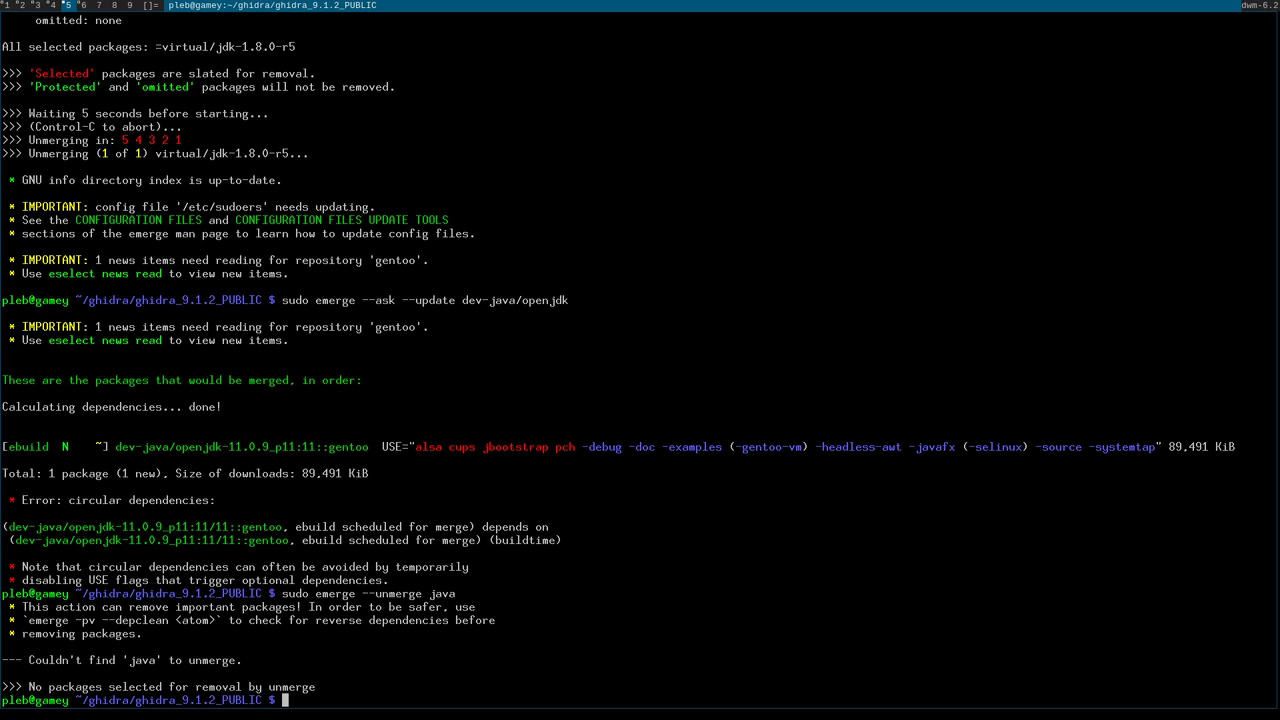 1 2 3 4 5 6 7 8 9 []= pleb@gamey:~/ghidra/ghidra_9.1.2_PUBLIC dwm-6.2
omitted: none
All selected packages: =virtual/jdk-1.8.0-r5
>>> 'Selected' packages are slated for removal.
>>> 'Protected' and 'omitted' packages will not be removed.
>>> Waiting 5 seconds before starting...
>>> (Control-C to abort)...
>>> Unmerging in: 5 4 3 2 1
>>> Unmerging (1 of 1) virtual/jdk-1.8.0-r5...
* GNU info directory index is up-to-date.
* IMPORTANT: config file '/etc/sudoers' needs updating.
* See the CONFIGURATION FILES and CONFIGURATION FILES UPDATE TOOLS
* sections of the emerge man page to learn how to update config files.
* IMPORTANT: 1 news items need reading for repository 'gentoo'.
* Use eselect news read to view new items.
pleb@gamey ~/ghidra/ghidra_9.1.2_PUBLIC $ sudo emerge --ask --update dev-java/openjdk
* IMPORTANT: 1 news items need reading for repository 'gentoo'.
* Use eselect news read to view new items.
These are the packages that would be merged, in order:
Calculating dependencies... done!
[ebuild  N    ~] dev-java/openjdk-11.0.9_p11:11::gentoo  USE="alsa cups jbootstrap pch -debug -doc -examples (-gentoo-vm) -headless-awt -javafx (-selinux) -source -systemtap" 89,491 KiB
Total: 1 package (1 new), Size of downloads: 89,491 KiB
* Error: circular dependencies:
(dev-java/openjdk-11.0.9_p11:11/11::gentoo, ebuild scheduled for merge) depends on
(dev-java/openjdk-11.0.9_p11:11/11::gentoo, ebuild scheduled for merge) (buildtime)
* Note that circular dependencies can often be avoided by temporarily
* disabling USE flags that trigger optional dependencies.
pleb@gamey ~/ghidra/ghidra_9.1.2_PUBLIC $ sudo emerge --unmerge java
* This action can remove important packages! In order to be safer, use
* `emerge -pv --depclean <atom>` to check for reverse dependencies before
* removing packages.
--- Couldn't find 'java' to unmerge.
>>> No packages selected for removal by unmerge
pleb@gamey ~/ghidra/ghidra_9.1.2_PUBLIC $